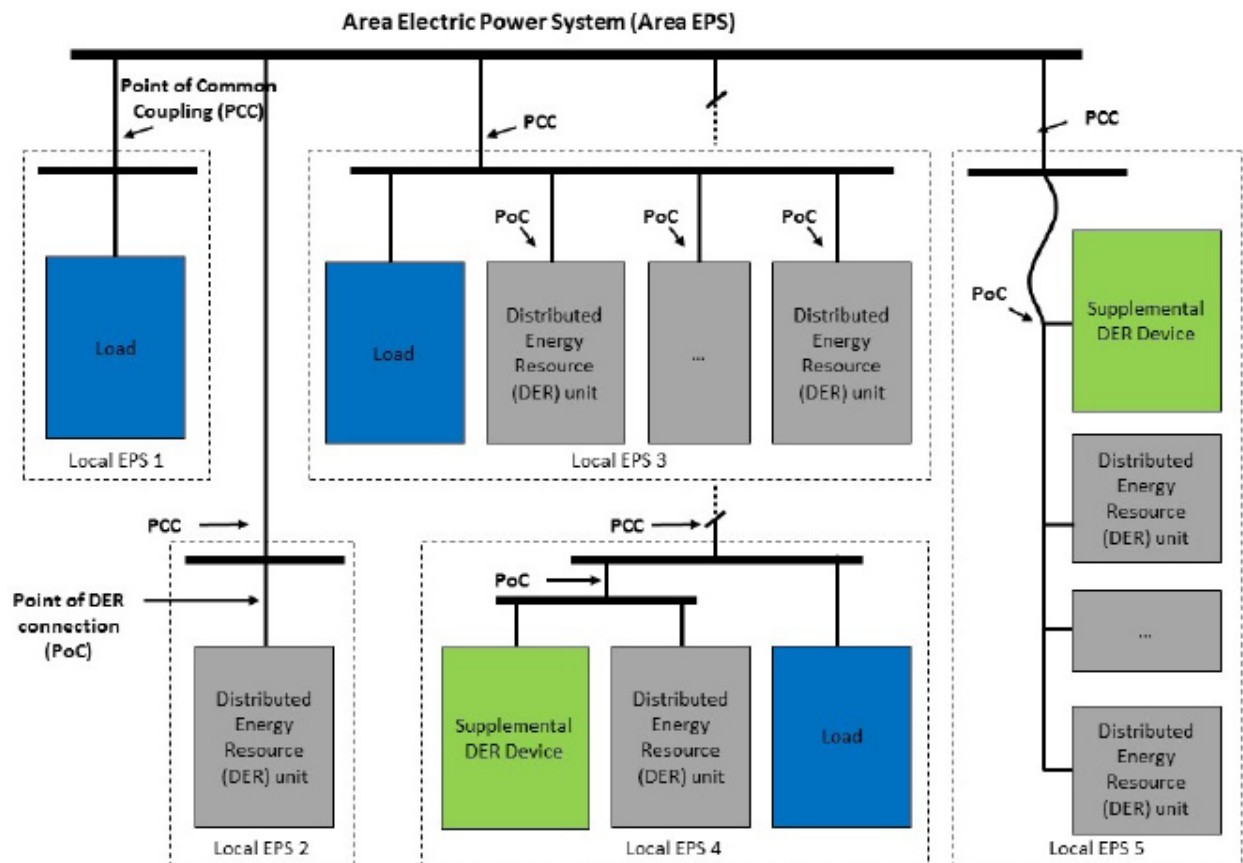 Area Electric Power System (Area EPS)
Point of Common
Coupling (PCC)
PCC
PCC
Load
Local EPS 1
PoC
PoC
PoC
Load
Distributed
Energy
Resource
(DER) unit
...
Distributed
Energy
Resource
(DER) unit
Local EPS 3
PoC
Supplemental
DER Device
Distributed
Energy
Resource
(DER) unit
...
Distributed
Energy
Resource
(DER) unit
Local EPS 5
PCC
Point of DER
connection
(PoC)
Distributed
Energy
Resource
(DER) unit
Local EPS 2
PCC
PoC
Supplemental
DER Device
Distributed
Energy
Resource
(DER) unit
Load
Local EPS 4